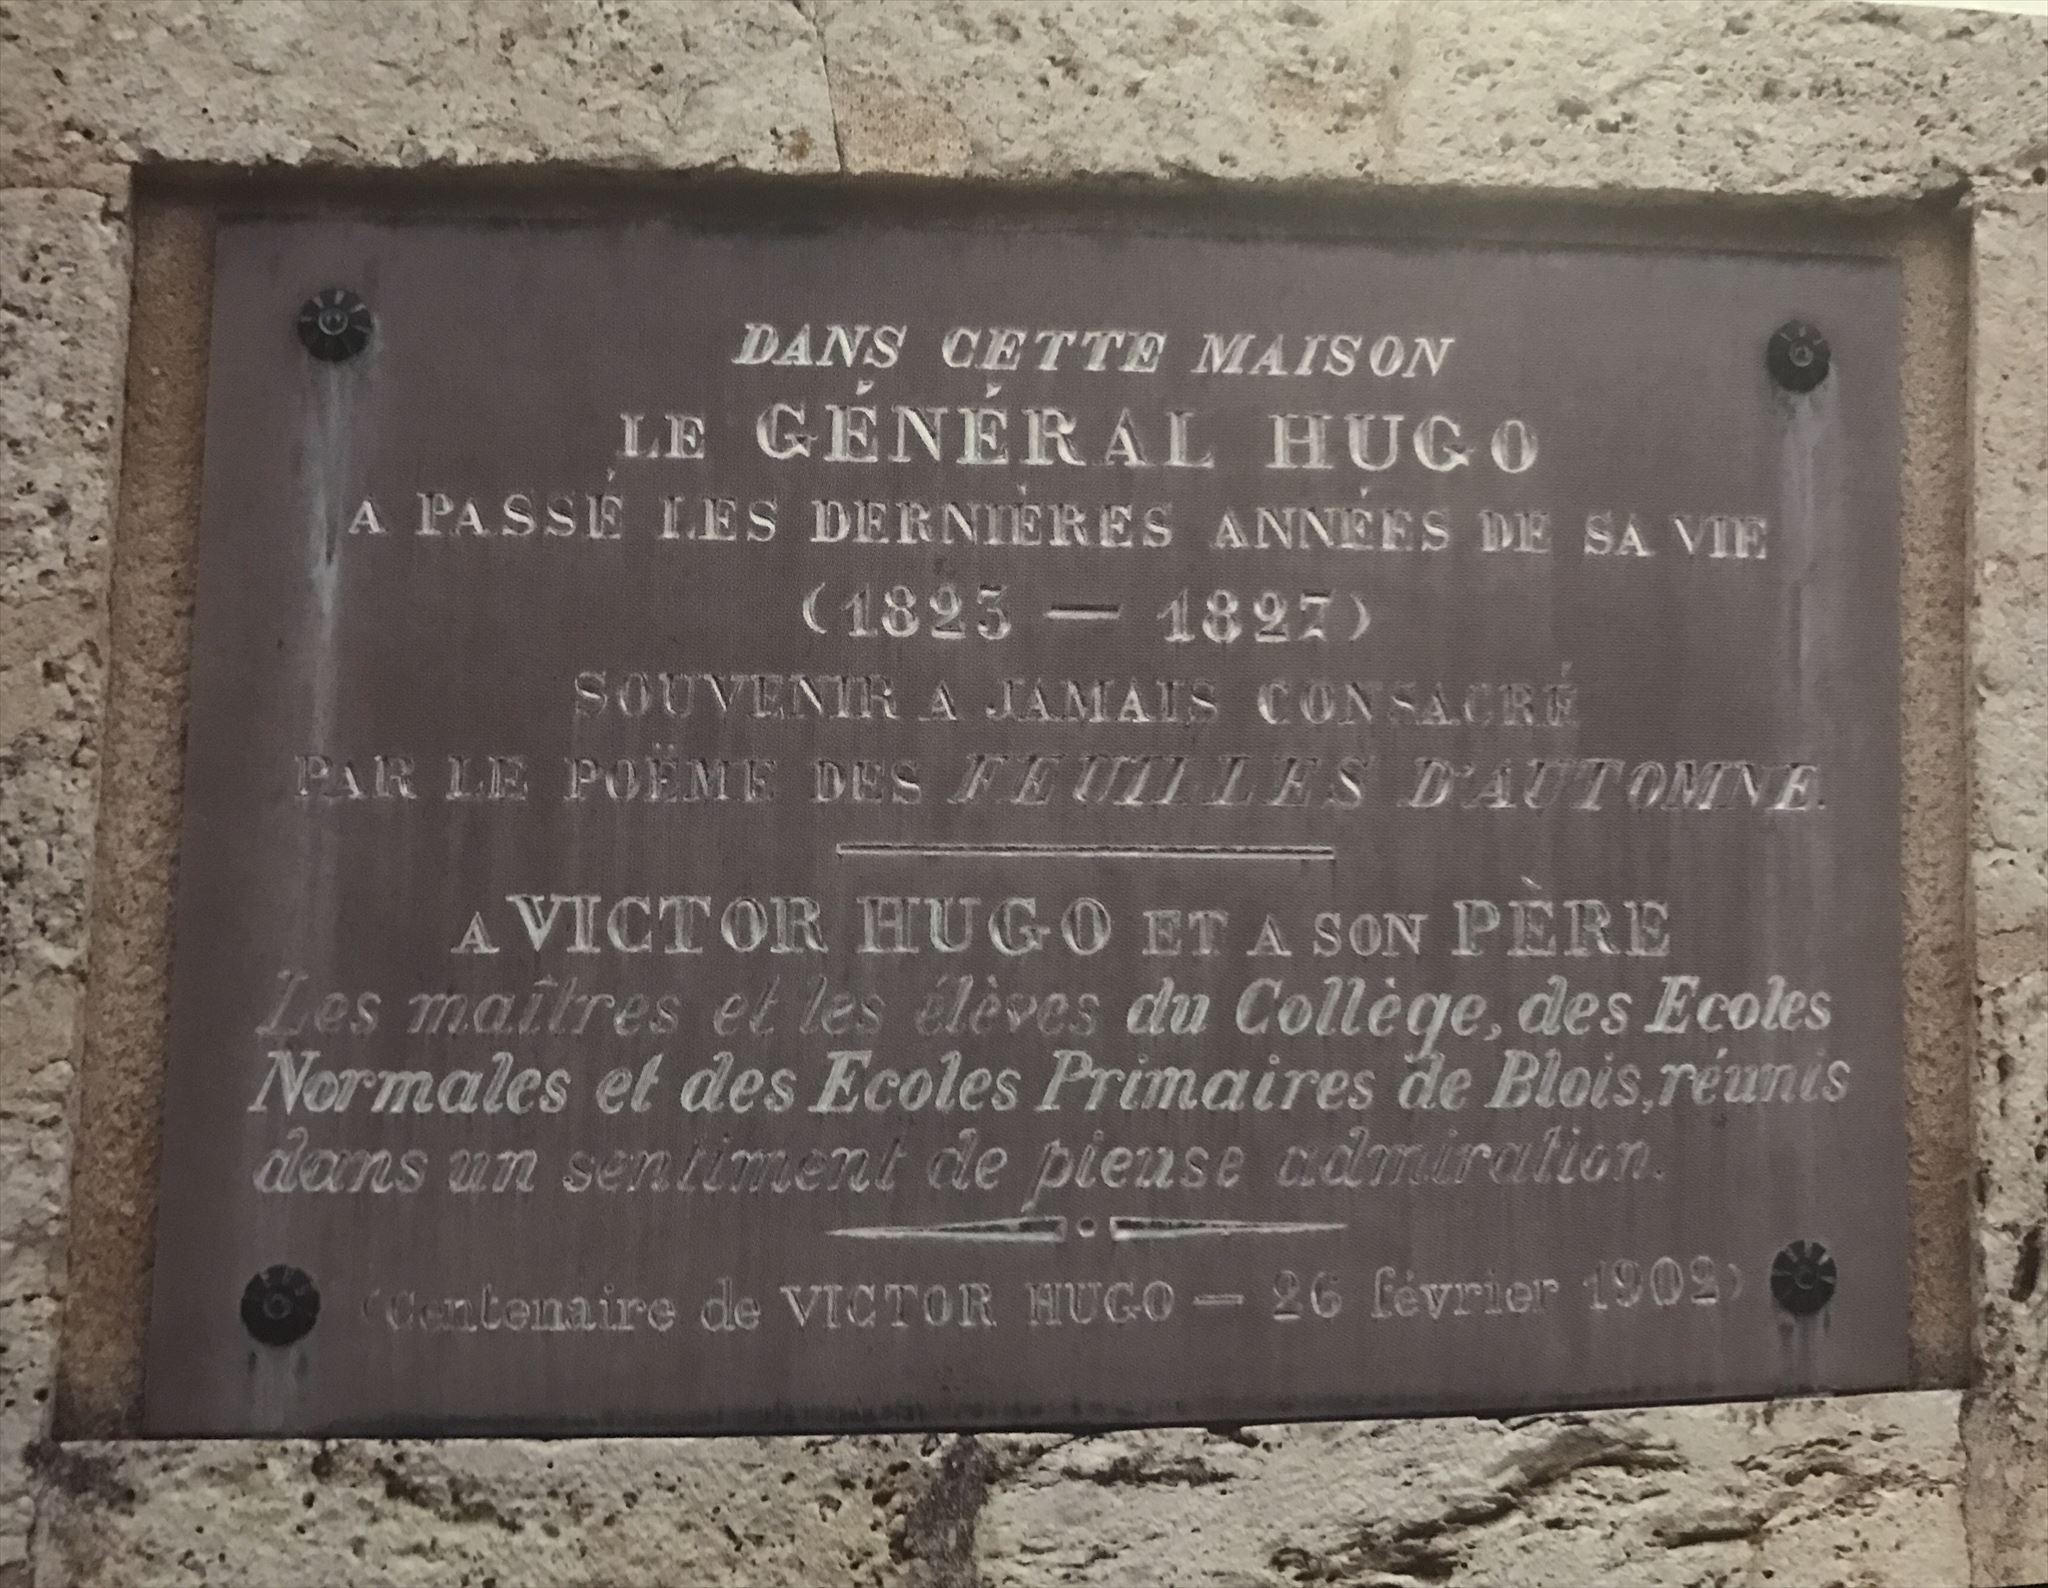 DANS CETTE MAISON
LE GÉNÉRAL HUGO
A PASSÉ LES DERNIÉRES ANNÉES DE SA VIE
(1823 — 1827)
SOUVENIR A JAMAIS CONSACRÉ
PAR LE POËME DES FEUILLES D'AUTOMNE.
A VICTOR HUGO ET A SON PÈRE
Les maîtres et les élèves du Collège, des Ecoles
Normales et des Ecoles Primaires de Blois, réunis
dans un sentiment de pieuse admiration.
(Centenaire de VICTOR HUGO — 26 février 1902)